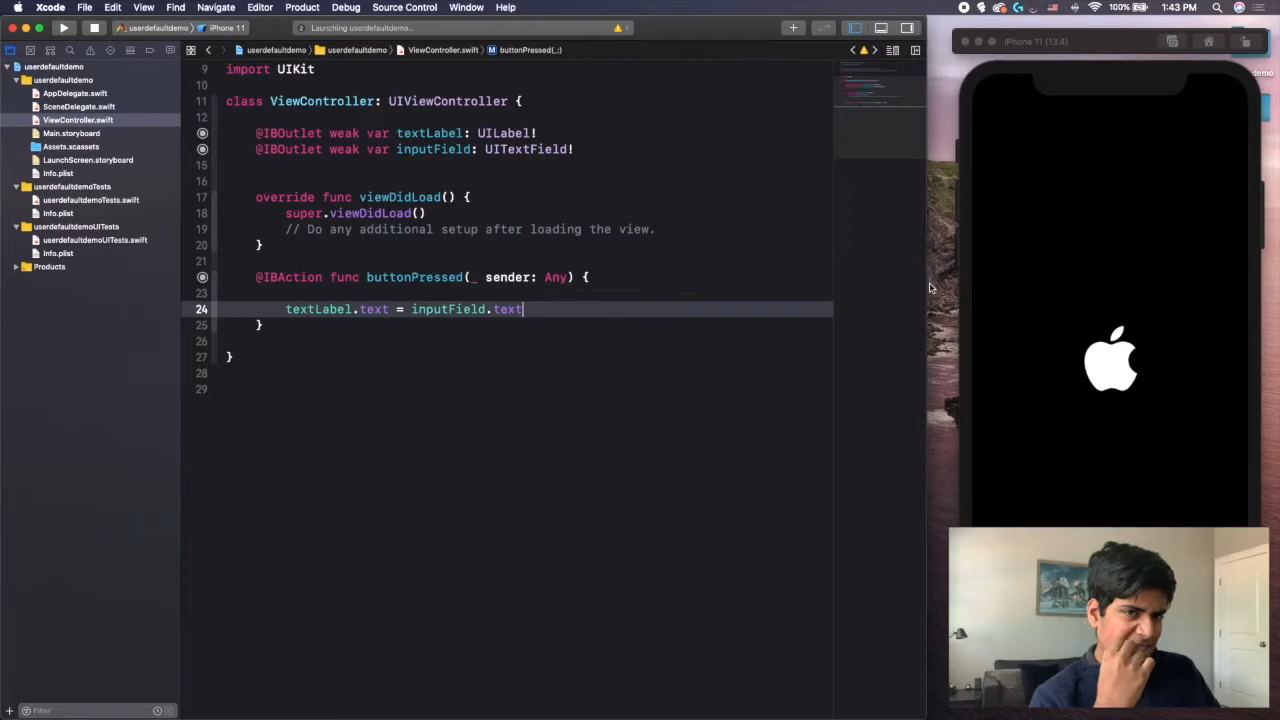 Xcode File Edit View Find Navigate Editor Product Debug Source Control Window Help
100% 1:43 PM
userdefaultdemo iPhone 11
Launching userdefaultdemo
1
iPhone 11 (13.4)
userdefaultdemo userdefaultdemo ViewController.swift M buttonPressed(_:)
demo
userdefaultdemo
userdefaultdemo
AppDelegate.swift
SceneDelegate.swift
ViewController.swift
Main.storyboard
Assets.xcassets
LaunchScreen.storyboard
Info.plist
userdefaultdemoTests
userdefaultdemoTests.swift
Info.plist
userdefaultdemoUITests
userdefaultdemoUITests.swift
Info.plist
Products
9 import UIKit
10
11 class ViewController: UIViewController {
12
13 @IBOutlet weak var textLabel: UILabel!
14 @IBOutlet weak var inputField: UITextField!
15
16
17 override func viewDidLoad() {
18 super.viewDidLoad()
19 // Do any additional setup after loading the view.
20 }
21
@IBAction func buttonPressed(_ sender: Any) {
23
24 textLabel.text = inputField.text
25 }
26
27 }
28
29
Filter